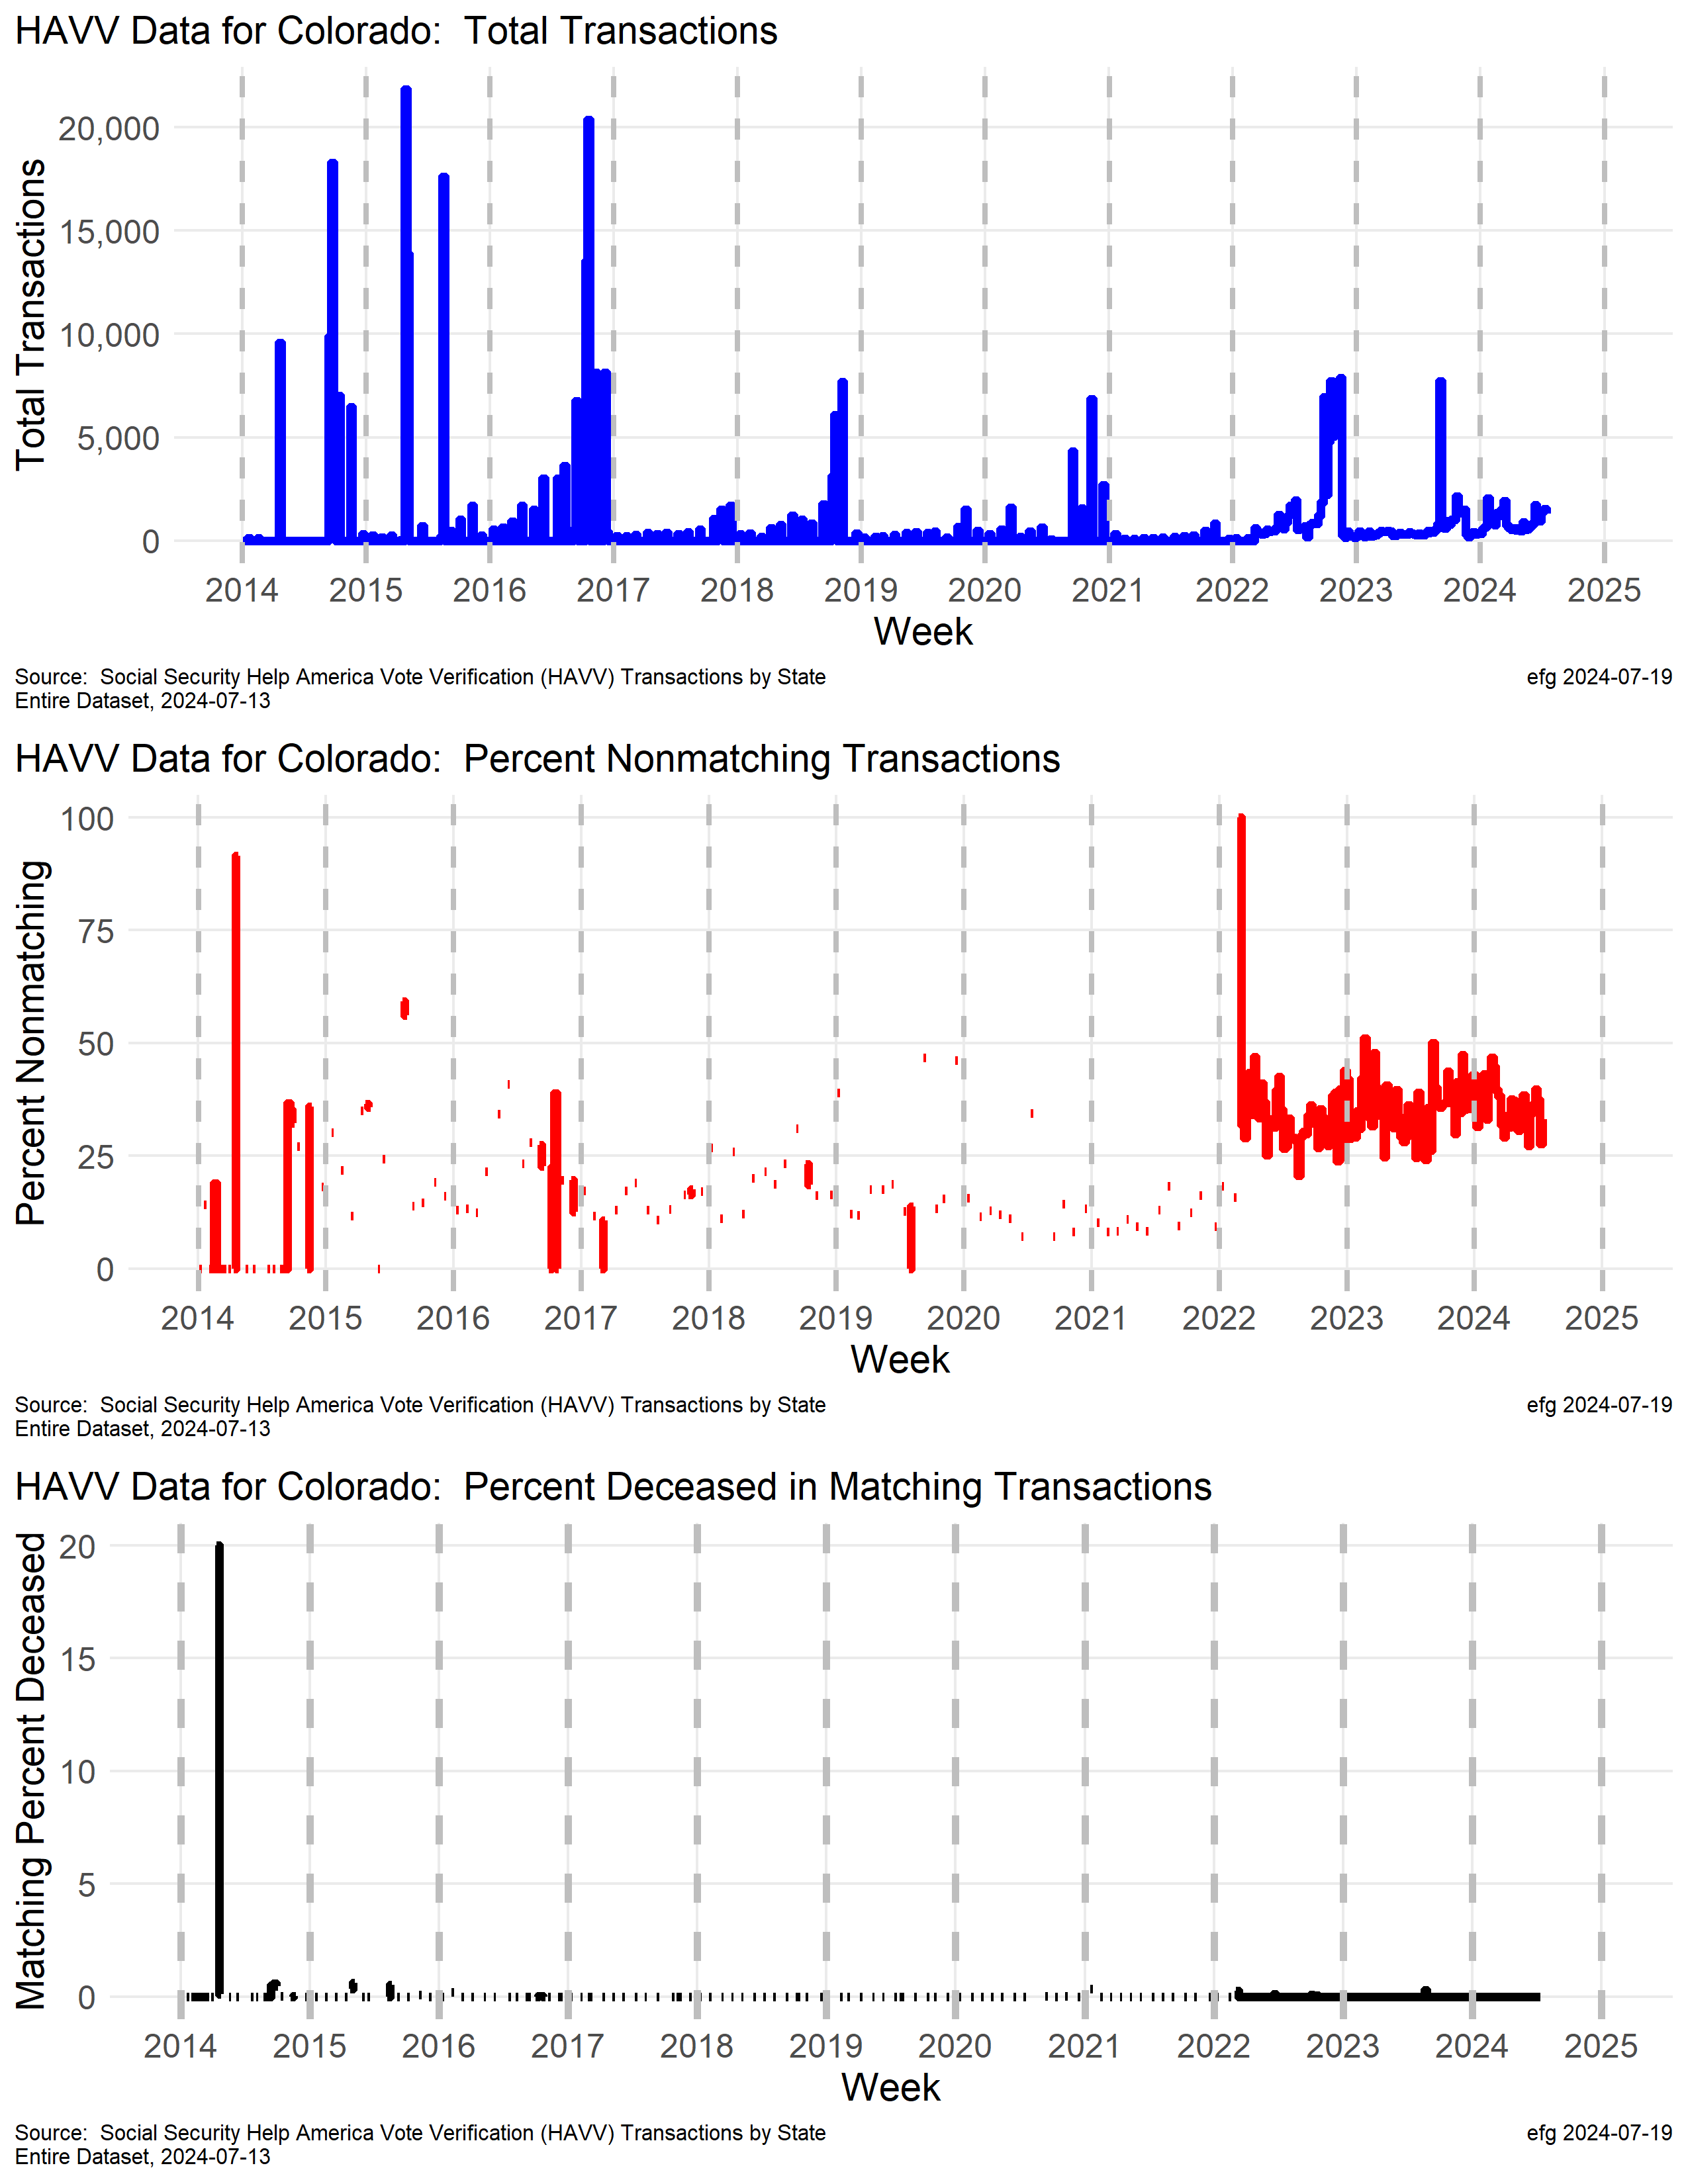 HAVV Data for Colorado:  Total Transactions
Total Transactions
20,000
15,000
10,000
5,000
0
2014 2015 2016 2017 2018 2019 2020 2021 2022 2023 2024 2025
Week
Source:  Social Security Help America Vote Verification (HAVV) Transactions by State efg 2024-07-19
Entire Dataset, 2024-07-13
HAVV Data for Colorado:  Percent Nonmatching Transactions
Percent Nonmatching
100
75
50
25
0
2014 2015 2016 2017 2018 2019 2020 2021 2022 2023 2024 2025
Week
Source:  Social Security Help America Vote Verification (HAVV) Transactions by State efg 2024-07-19
Entire Dataset, 2024-07-13
HAVV Data for Colorado:  Percent Deceased in Matching Transactions
Matching Percent Deceased
20
15
10
5
0
2014 2015 2016 2017 2018 2019 2020 2021 2022 2023 2024 2025
Week
Source:  Social Security Help America Vote Verification (HAVV) Transactions by State efg 2024-07-19
Entire Dataset, 2024-07-13